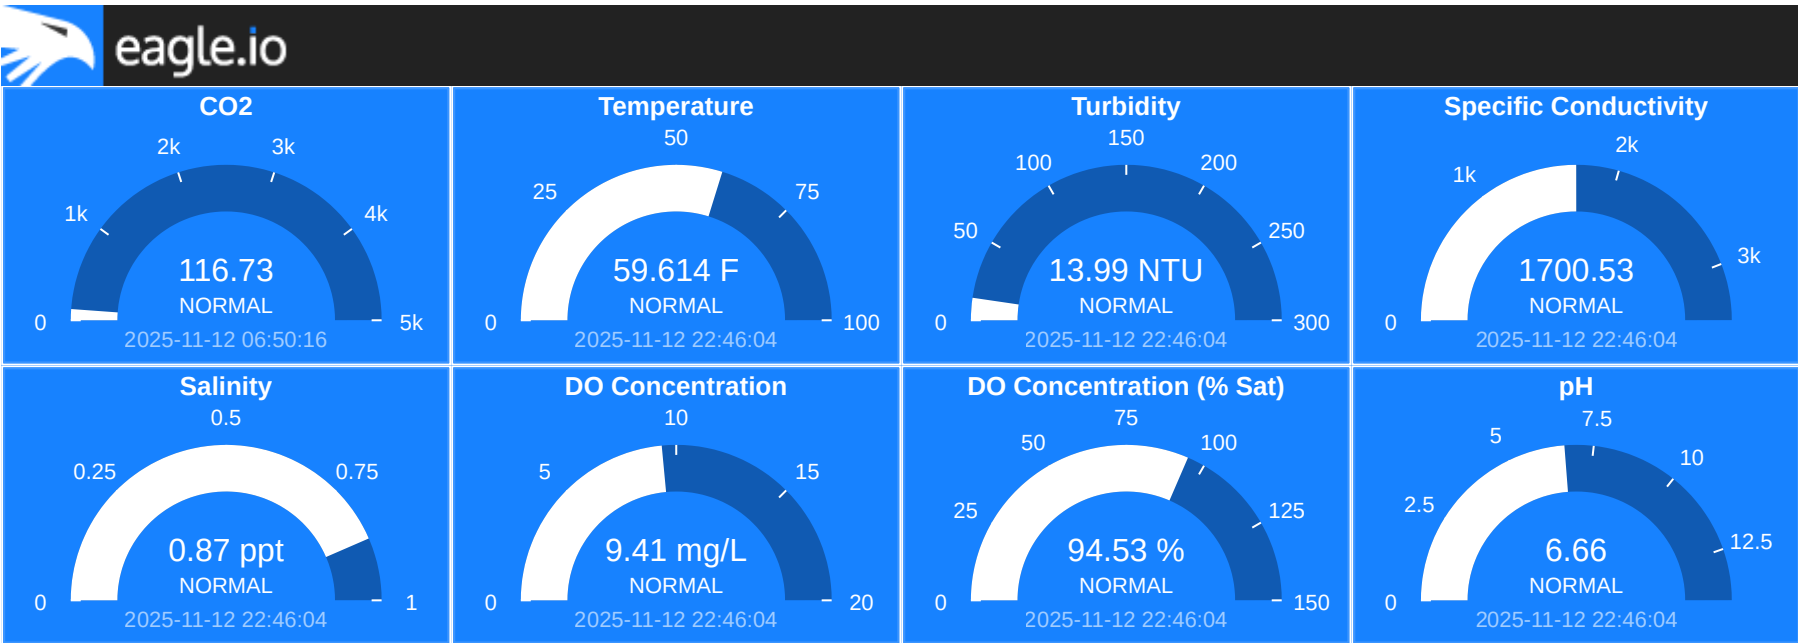 eagle.io
CO2
0
1k
2k
3k
4k
5k
116.73
NORMAL
2025-11-12 06:50:16
Temperature
0
25
50
75
100
59.614 F
NORMAL
2025-11-12 22:46:04
Turbidity
0
50
100
150
200
250
300
13.99 NTU
NORMAL
2025-11-12 22:46:04
Specific Conductivity
0
1k
2k
3k
1700.53
NORMAL
2025-11-12 22:46:04
Salinity
0
0.25
0.5
0.75
1
0.87 ppt
NORMAL
2025-11-12 22:46:04
DO Concentration
0
5
10
15
20
9.41 mg/L
NORMAL
2025-11-12 22:46:04
DO Concentration (% Sat)
0
25
50
75
100
125
150
94.53 %
NORMAL
2025-11-12 22:46:04
pH
0
2.5
5
7.5
10
12.5
6.66
NORMAL
2025-11-12 22:46:04